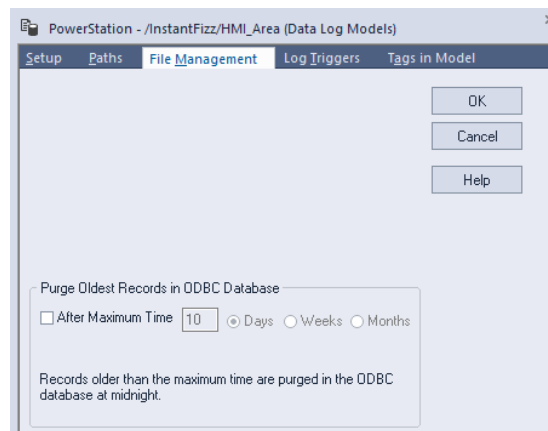 PowerStation - /InstantFizz/HMI_Area (Data Log Models)
Setup Paths File Management Log Triggers Tags in Model
OK
Cancel
Help
Purge Oldest Records in ODBC Database
After Maximum Time 10 Days Weeks Months
Records older than the maximum time are purged in the ODBC
database at midnight.